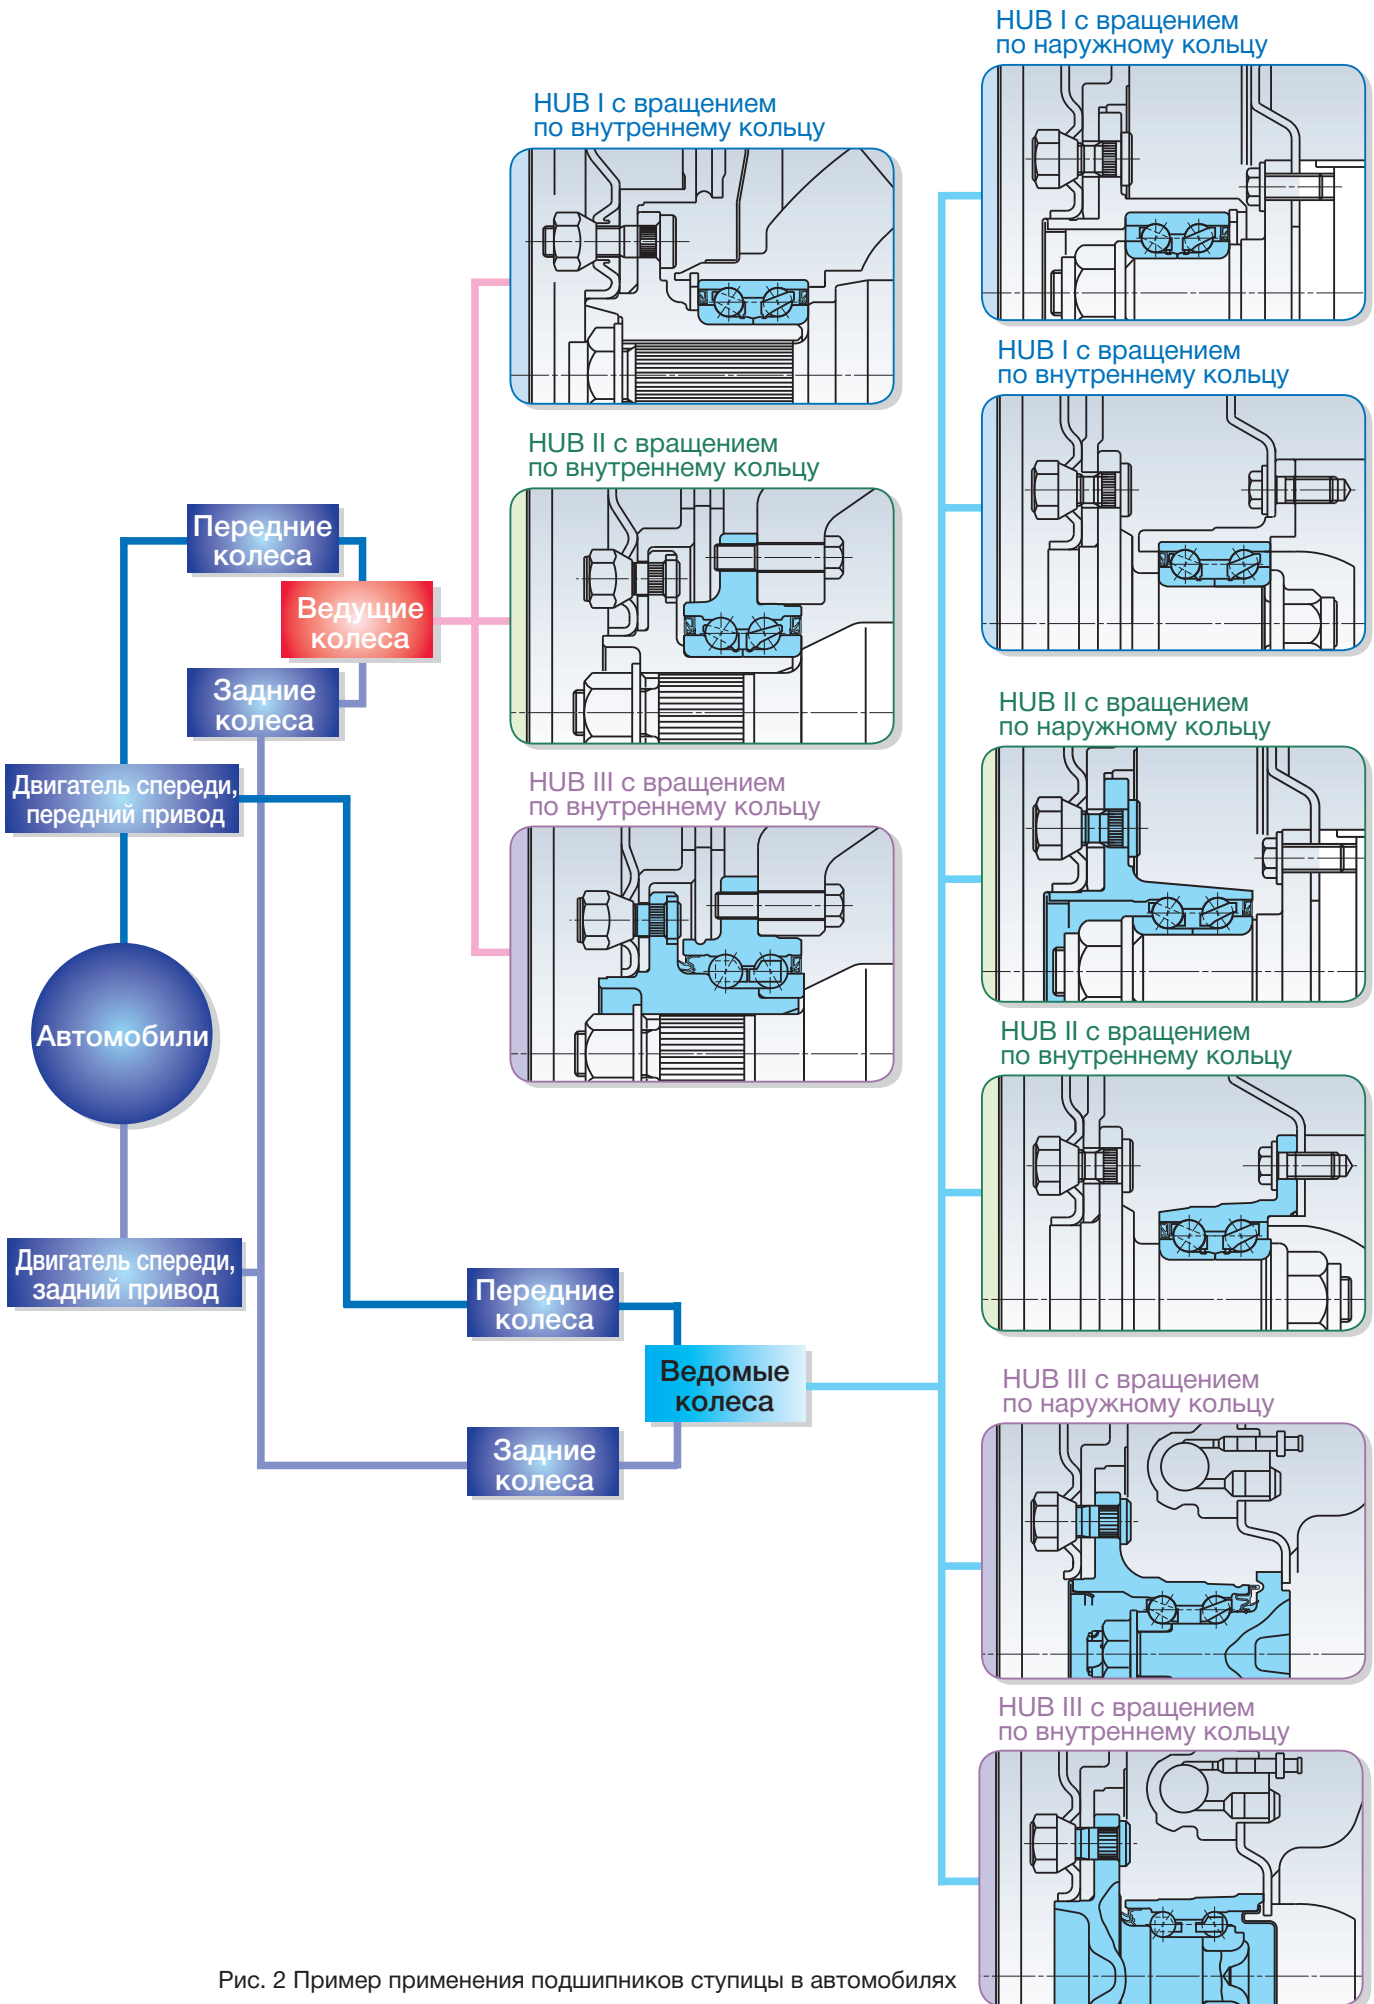 HUB I с вращением
по наружному кольцу
HUB I с вращением
по внутреннему кольцу
HUB I с вращением
по внутреннему кольцу
HUB II с вращением
по внутреннему кольцу
Передние
колеса
Ведущие
колеса
Задние
колеса
HUB II с вращением
по наружному кольцу
Двигатель спереди,
передний привод
HUB III с вращением
по внутреннему кольцу
Автомобили
HUB II с вращением
по внутреннему кольцу
Двигатель спереди,
задний привод
Передние
колеса
Ведомые
колеса
HUB III с вращением
по наружному кольцу
Задние
колеса
HUB III с вращением
по внутреннему кольцу
Рис. 2 Пример применения подшипников ступицы в автомобилях